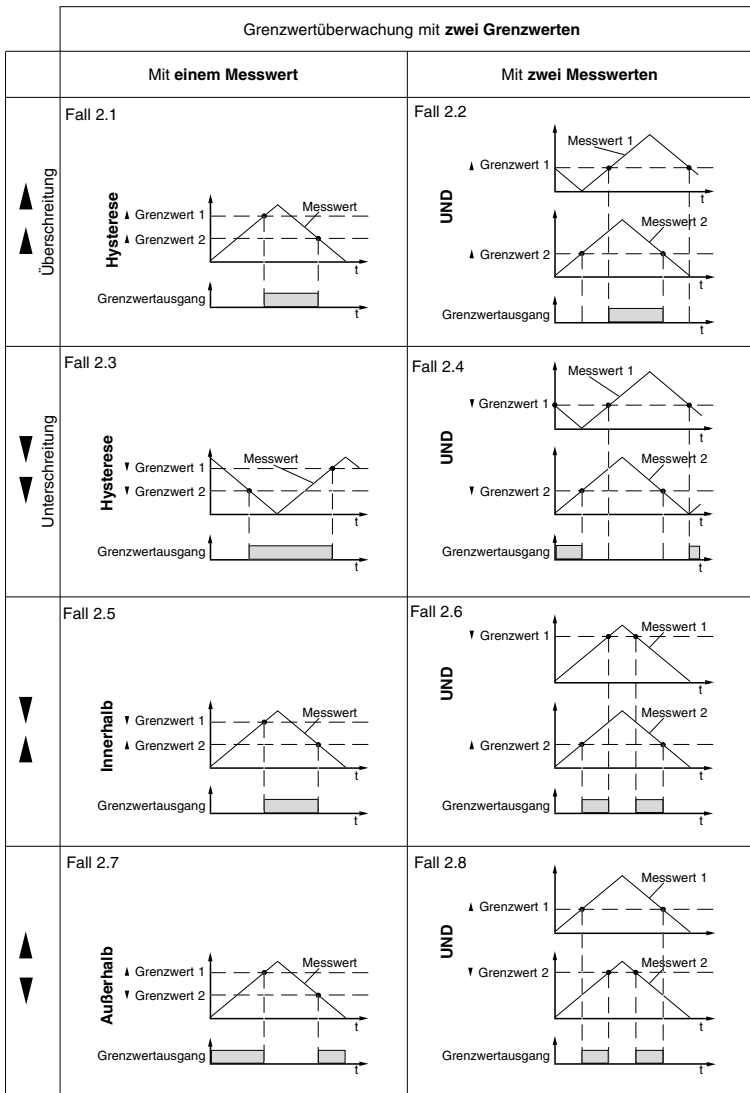 Grenzwertüberwachung mit zwei Grenzwerten
Mit einem Messwert
Mit zwei Messwerten
Überschreitung
Fall 2.1
Hysterese
Grenzwert 1
Grenzwert 2
Messwert
t
Grenzwertausgang
t
Fall 2.2
UND
Messwert 1
Grenzwert 1
t
Messwert 2
Grenzwert 2
t
Grenzwertausgang
t
Unterschreitung
Fall 2.3
Hysterese
Messwert
Grenzwert 1
Grenzwert 2
t
Grenzwertausgang
t
Fall 2.4
UND
Messwert 1
Grenzwert 1
t
Messwert 2
Grenzwert 2
t
Grenzwertausgang
t
Fall 2.5
Innerhalb
Messwert
Grenzwert 1
Grenzwert 2
t
Grenzwertausgang
t
Fall 2.6
UND
Messwert 1
Grenzwert 1
t
Messwert 2
Grenzwert 2
t
Grenzwertausgang
t
Fall 2.7
Außerhalb
Messwert
Grenzwert 1
Grenzwert 2
t
Grenzwertausgang
t
Fall 2.8
UND
Messwert 1
Grenzwert 1
t
Messwert 2
Grenzwert 2
t
Grenzwertausgang
t